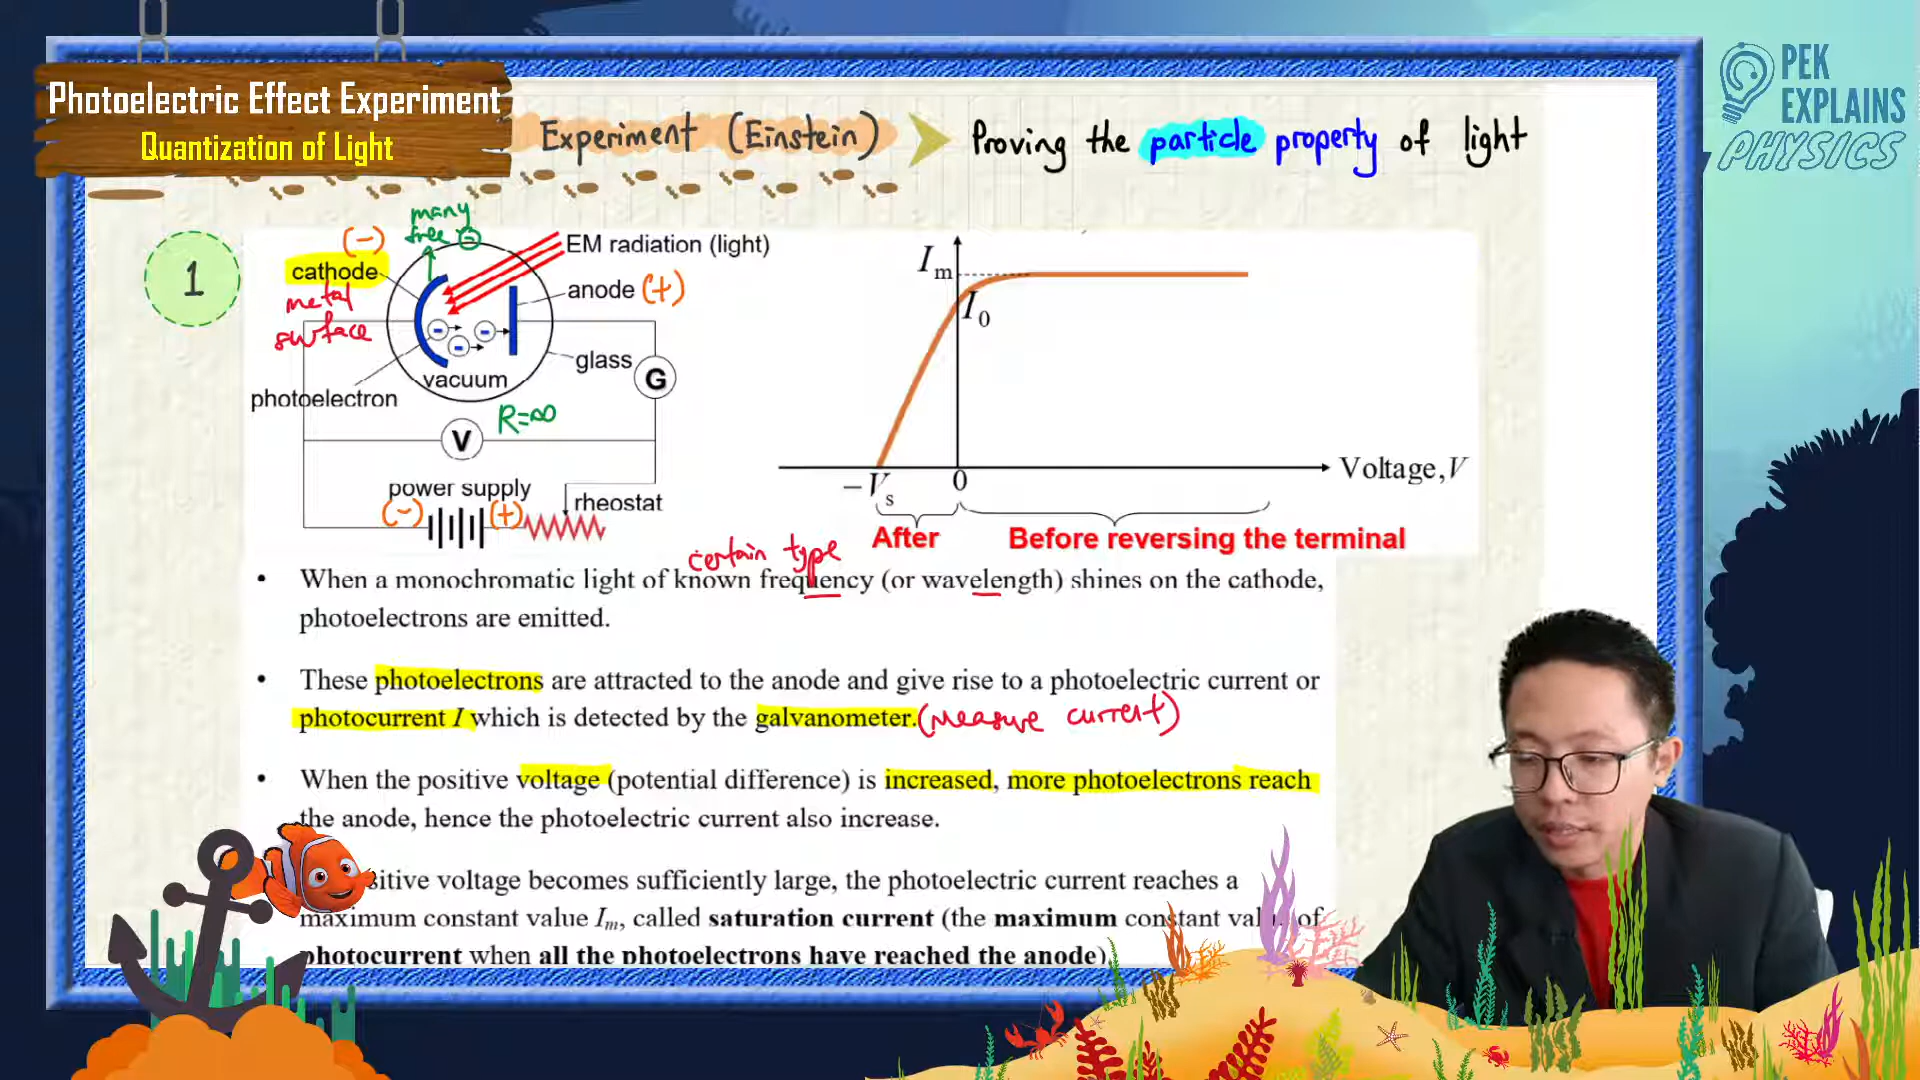 Photoelectric Effect Experiment
Quantization of Light
Experiment (Einstein)
Proving the particle property of light
PEK
EXPLAINS
PHYSICS
1
many
free -
(-)
cathode
metal
surface
EM radiation (light)
anode (+)
glass
G
vacuum
photoelectron
R=∞
V
power supply
(-)
(+)
rheostat
Im
I0
−Vs
0
Voltage, V
After
Before reversing the terminal
certain type
• When a monochromatic light of known frequency (or wavelength) shines on the cathode,
photoelectrons are emitted.
• These photoelectrons are attracted to the anode and give rise to a photoelectric current or
photocurrent I which is detected by the galvanometer. (measure current)
• When the positive voltage (potential difference) is increased, more photoelectrons reach
the anode, hence the photoelectric current also increase.
sitive voltage becomes sufficiently large, the photoelectric current reaches a
maximum constant value Im, called saturation current (the maximum constant of
photocurrent when all the photoelectrons have reached the anode)